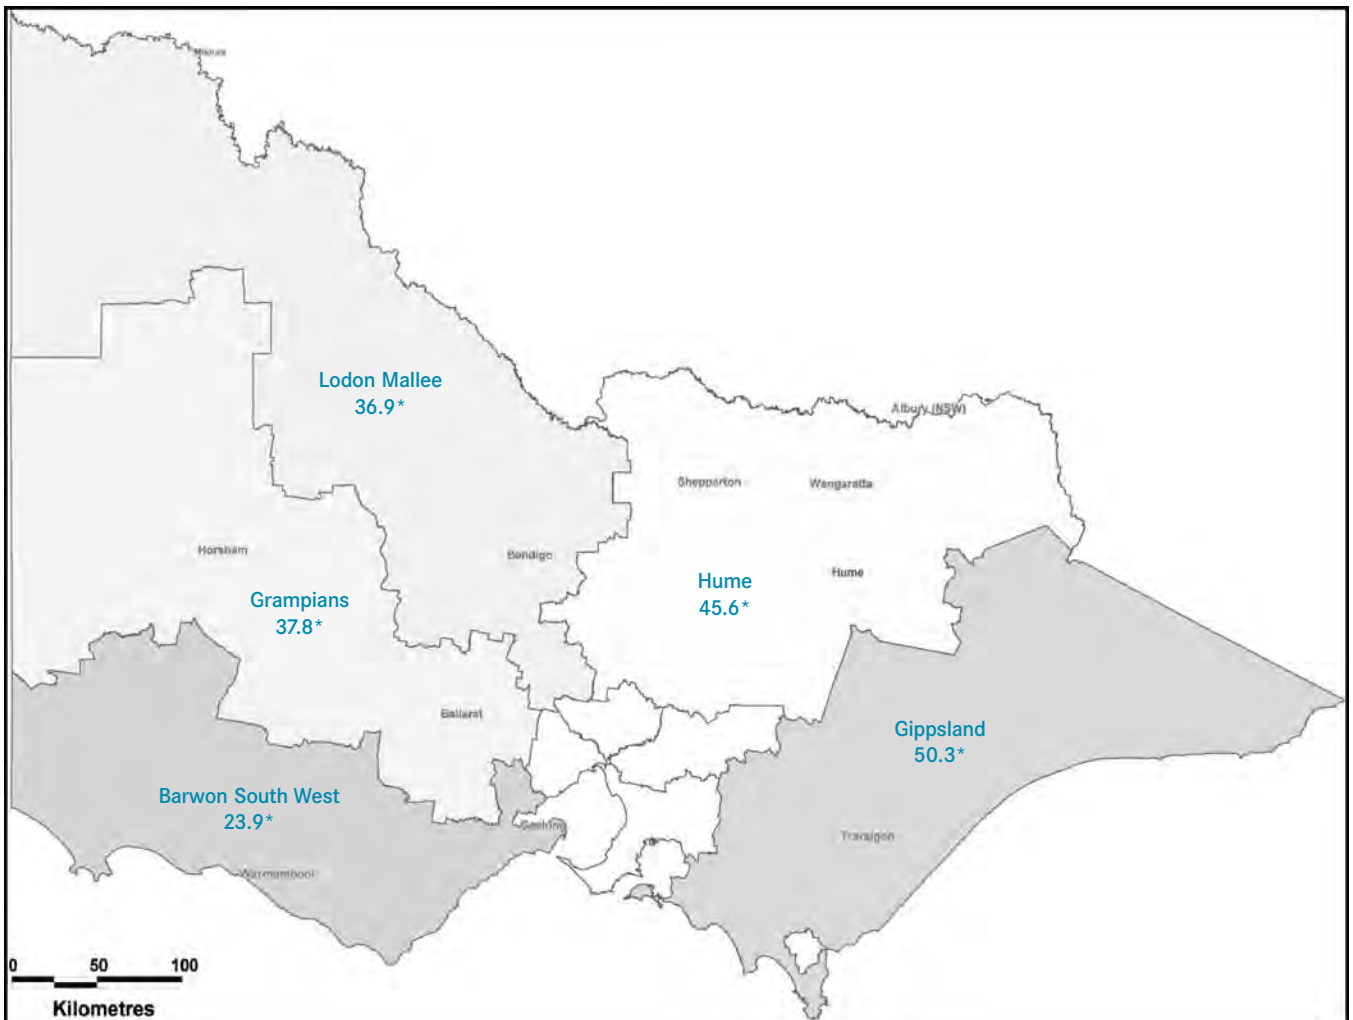 Mildura
Lodon Mallee
36.9*
Albury (NSW)
Shepparton
Wangaratta
Horsham
Bendigo
Hume
Hume
45.6*
Grampians
37.8*
Ballarat
Gippsland
50.3*
Barwon South West
23.9*
Geelong
Traralgon
Warrnambool
0 50 100
Kilometres